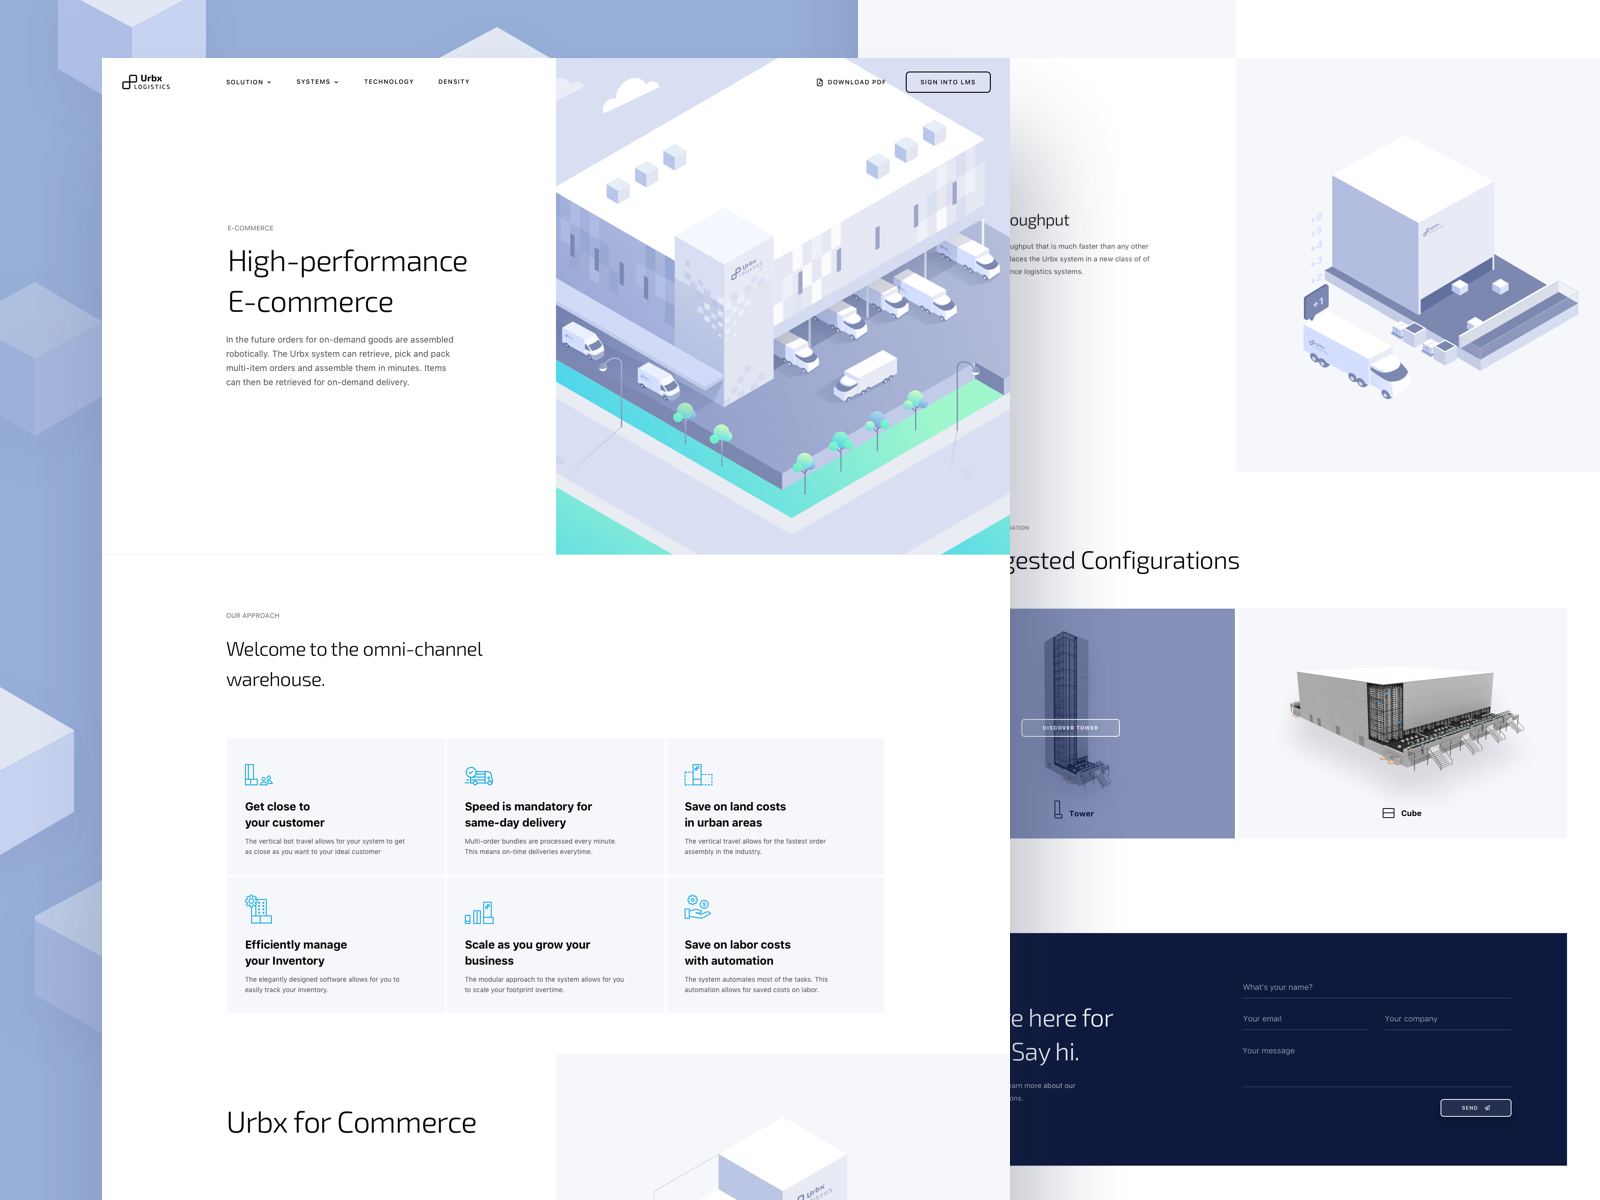 Urbx
LOGISTICS
SOLUTION
SYSTEMS
TECHNOLOGY
DENSITY
DOWNLOAD PDF
SIGN INTO LMS
E-COMMERCE
High-performance
E-commerce
In the future orders for on-demand goods are assembled
robotically. The Urbx system can retrieve, pick and pack
multi-item orders and assemble them in minutes. Items
can then be retrieved for on-demand delivery.
Urbx
LOGISTICS
OUR APPROACH
Welcome to the omni-channel
warehouse.
Get close to
your customer
The vertical bot travel allows for your system to get
as close as you want to your ideal customer
Speed is mandatory for
same-day delivery
Multi-order bundles are processed every minute.
This means on-time deliveries everytime.
Save on land costs
in urban areas
The vertical travel allows for the fastest order
assembly in the industry.
Efficiently manage
your Inventory
The elegantly designed software allows for you to
easily track your inventory.
Scale as you grow your
business
The modular approach to the system allows for you
to scale your footprint overtime.
Save on labor costs
with automation
The system automates most of the tasks. This
automation allows for saved costs on labor.
Urbx for Commerce
Urbx
GISTICS
oughput
ughput that is much faster than any other
laces the Urbx system in a new class of of
nce logistics systems.
+6
+5
+4
+3
+2
+1
ATION
gested Configurations
DISCOVER TOWER
Tower
Cube
e here for
Say hi.
arn more about our
ons.
What's your name?
Your email
Your company
Your message
SEND